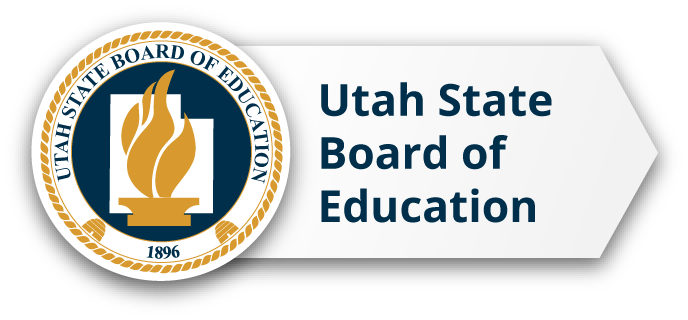 UTAH STATE BOARD OF EDUCATION
1896
Utah State
Board of
Education